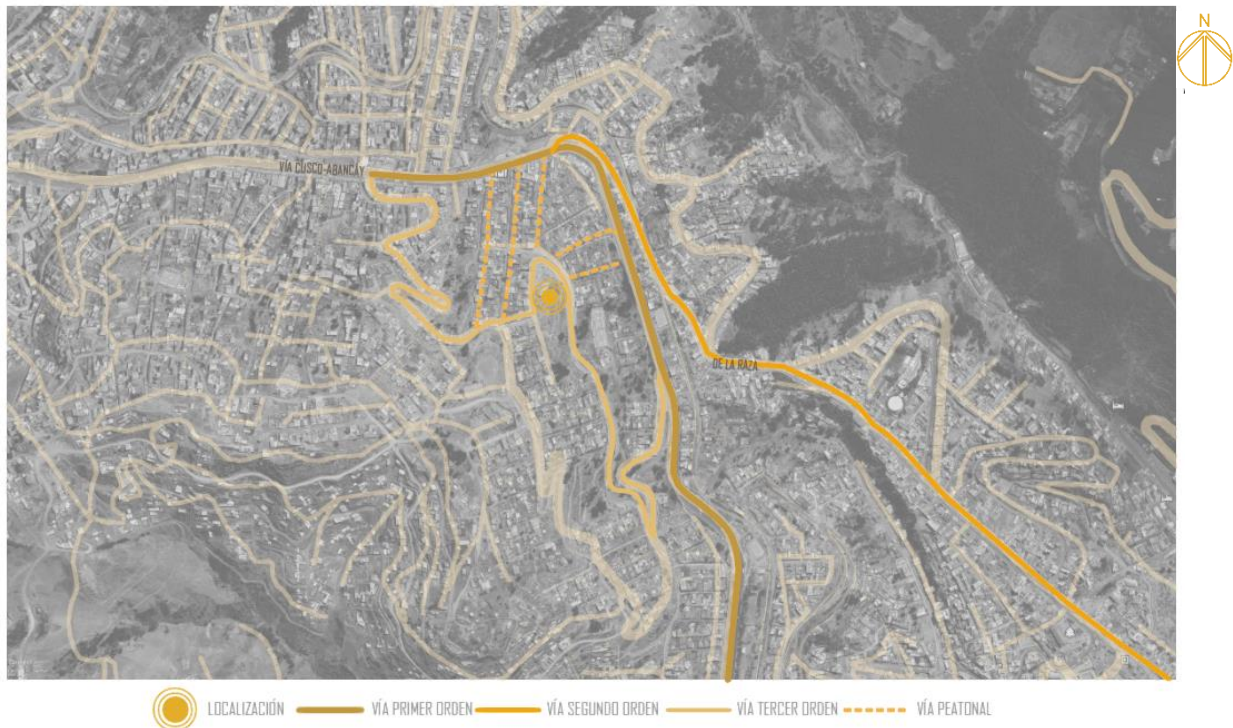 N
VÍA CUSCO-ABANCAY
DE LA RAZA
LOCALIZACIÓN VÍA PRIMER ORDEN VÍA SEGUNDO ORDEN VÍA TERCER ORDEN VÍA PEATONAL